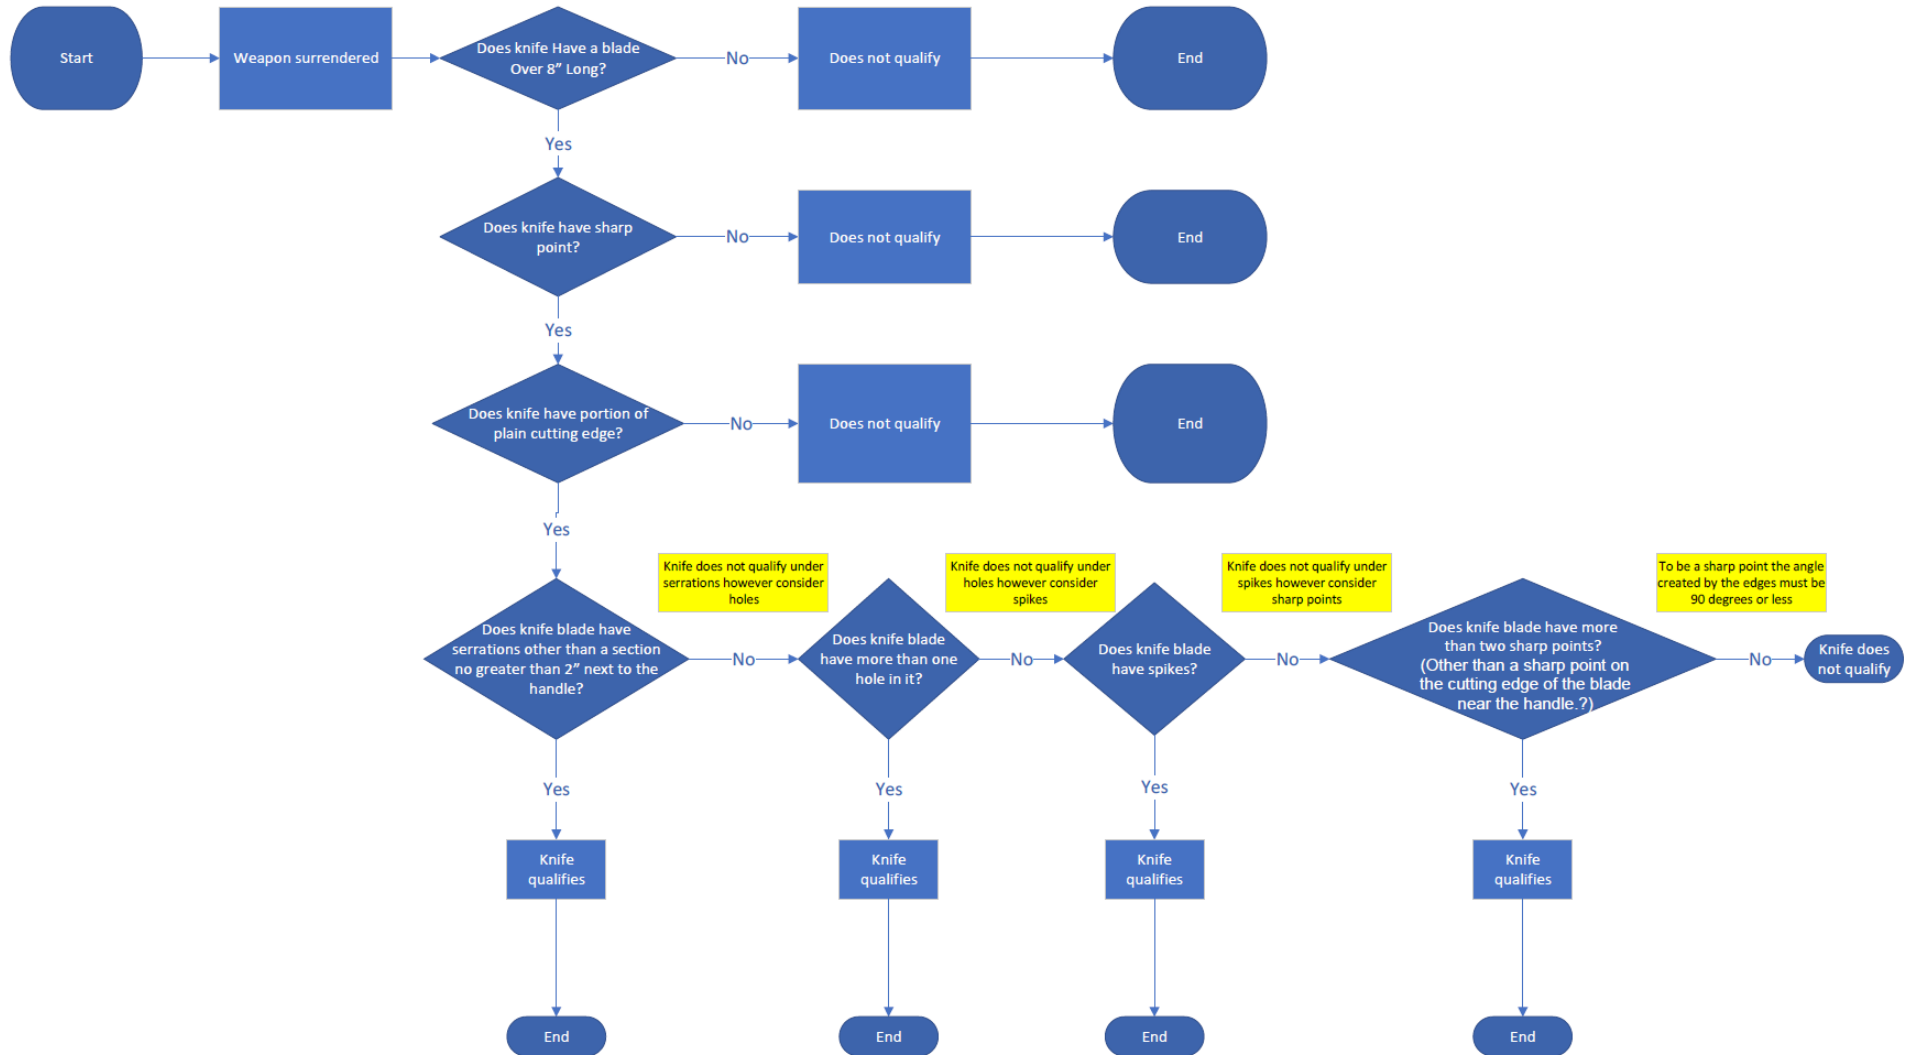 Start
Weapon surrendered
Does knife Have a blade
Over 8” Long?
No
Does not qualify
End
Yes
Does knife have sharp
point?
No
Does not qualify
End
Yes
Does knife have portion of
plain cutting edge?
No
Does not qualify
End
Yes
Knife does not qualify under
serrations however consider
holes
Knife does not qualify under
holes however consider
spikes
Knife does not qualify under
spikes however consider
sharp points
To be a sharp point the angle
created by the edges must be
90 degrees or less
Does knife blade have
serrations other than a section
no greater than 2” next to the
handle?
No
Does knife blade
have more than one
hole in it?
No
Does knife blade
have spikes?
No
Does knife blade have more
than two sharp points?
(Other than a sharp point on
the cutting edge of the blade
near the handle.?)
No
Knife does
not qualify
Yes
Yes
Yes
Yes
Knife
qualifies
Knife
qualifies
Knife
qualifies
Knife
qualifies
End
End
End
End